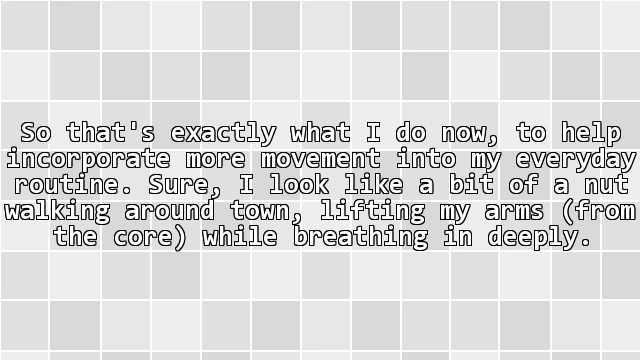 So that's exactly what I do now, to help
incorporate more movement into my everyday
routine. Sure, I look like a bit of a nut
walking around town, lifting my arms (from
the core) while breathing in deeply.